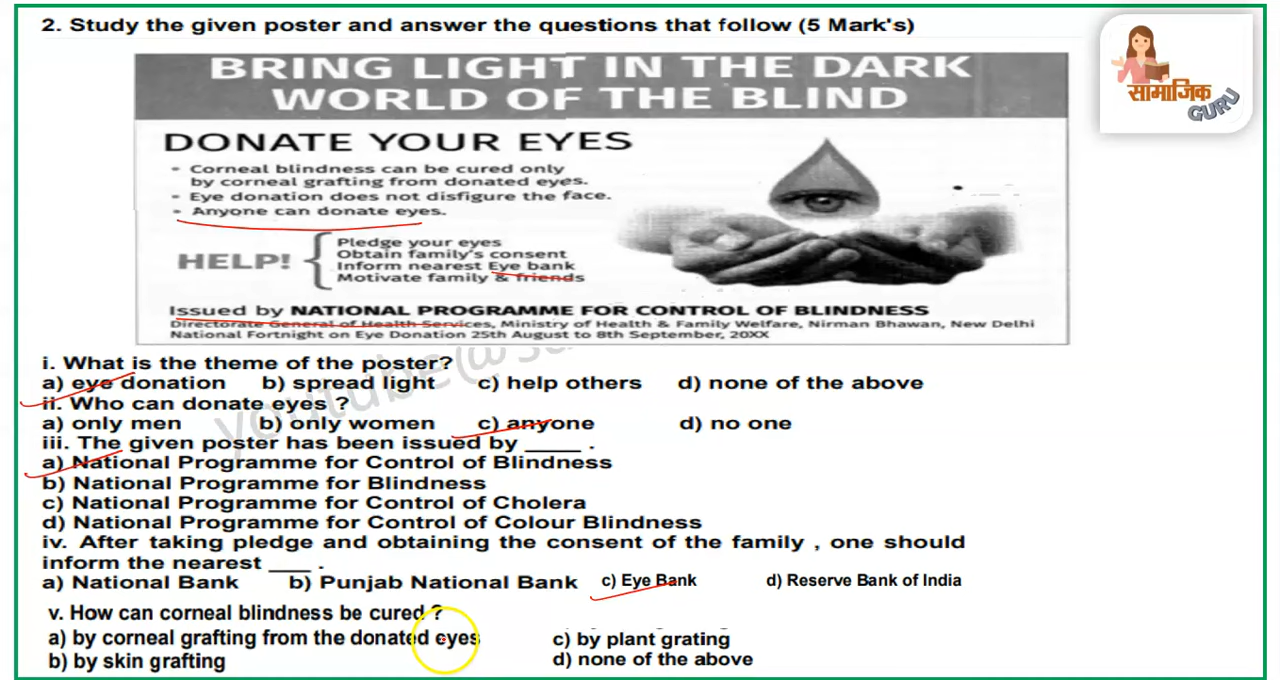 2. Study the given poster and answer the questions that follow (5 Mark's)
सामाजिक
GURU
BRING LIGHT IN THE DARK
WORLD OF THE BLIND
DONATE YOUR EYES
• Corneal blindness can be cured only
by corneal grafting from donated eyes.
• Eye donation does not disfigure the face.
• Anyone can donate eyes.
HELP!
Pledge your eyes
Obtain family's consent
Inform nearest Eye bank
Motivate family & friends
Issued by NATIONAL PROGRAMME FOR CONTROL OF BLINDNESS
Directorate General of Health Services, Ministry of Health & Family Welfare, Nirman Bhawan, New Delhi
National Fortnight on Eye Donation 25th August to 8th September, 20XX
i. What is the theme of the poster?
a) eye donation b) spread light c) help others d) none of the above
ii. Who can donate eyes ?
a) only men b) only women c) anyone d) no one
iii. The given poster has been issued by ____ .
a) National Programme for Control of Blindness
b) National Programme for Blindness
c) National Programme for Control of Cholera
d) National Programme for Control of Colour Blindness
iv. After taking pledge and obtaining the consent of the family , one should
inform the nearest ___ .
a) National Bank b) Punjab National Bank c) Eye Bank d) Reserve Bank of India
v. How can corneal blindness be cured ?
a) by corneal grafting from the donated eyes c) by plant grating
b) by skin grafting d) none of the above
youtube@